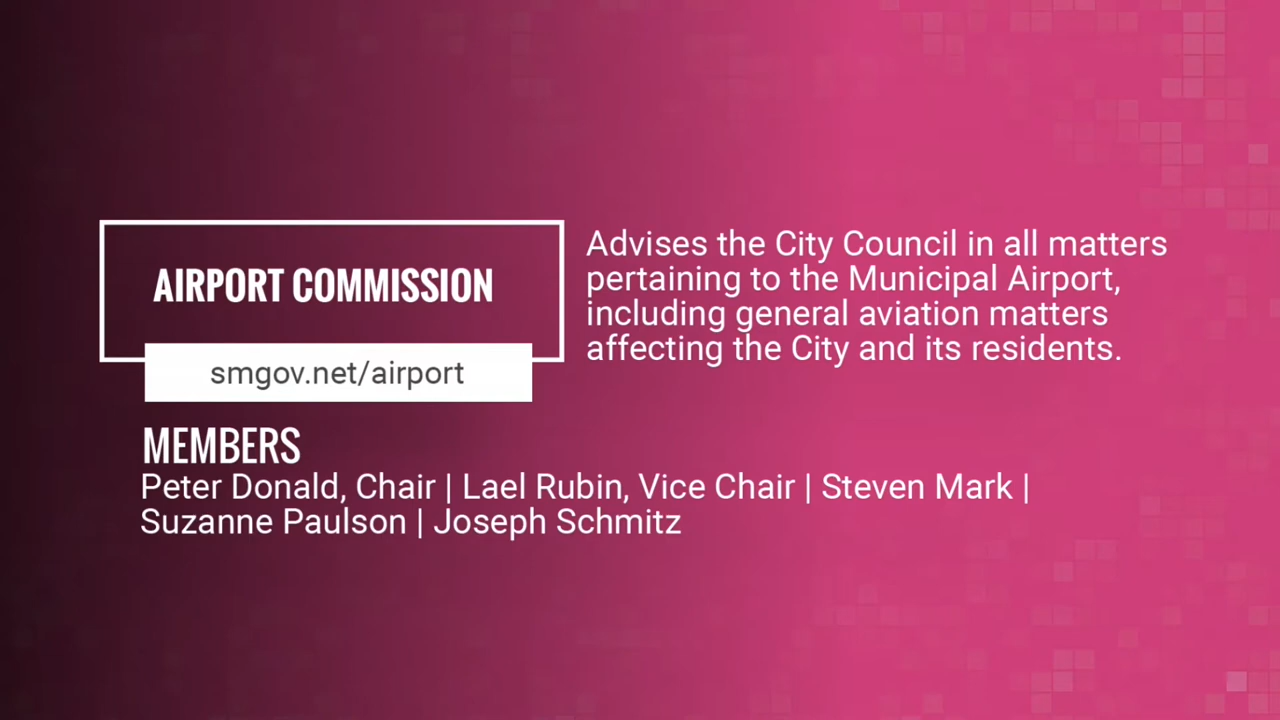 AIRPORT COMMISSION
smgov.net/airport
Advises the City Council in all matters
pertaining to the Municipal Airport,
including general aviation matters
affecting the City and its residents.
MEMBERS
Peter Donald, Chair | Lael Rubin, Vice Chair | Steven Mark |
Suzanne Paulson | Joseph Schmitz